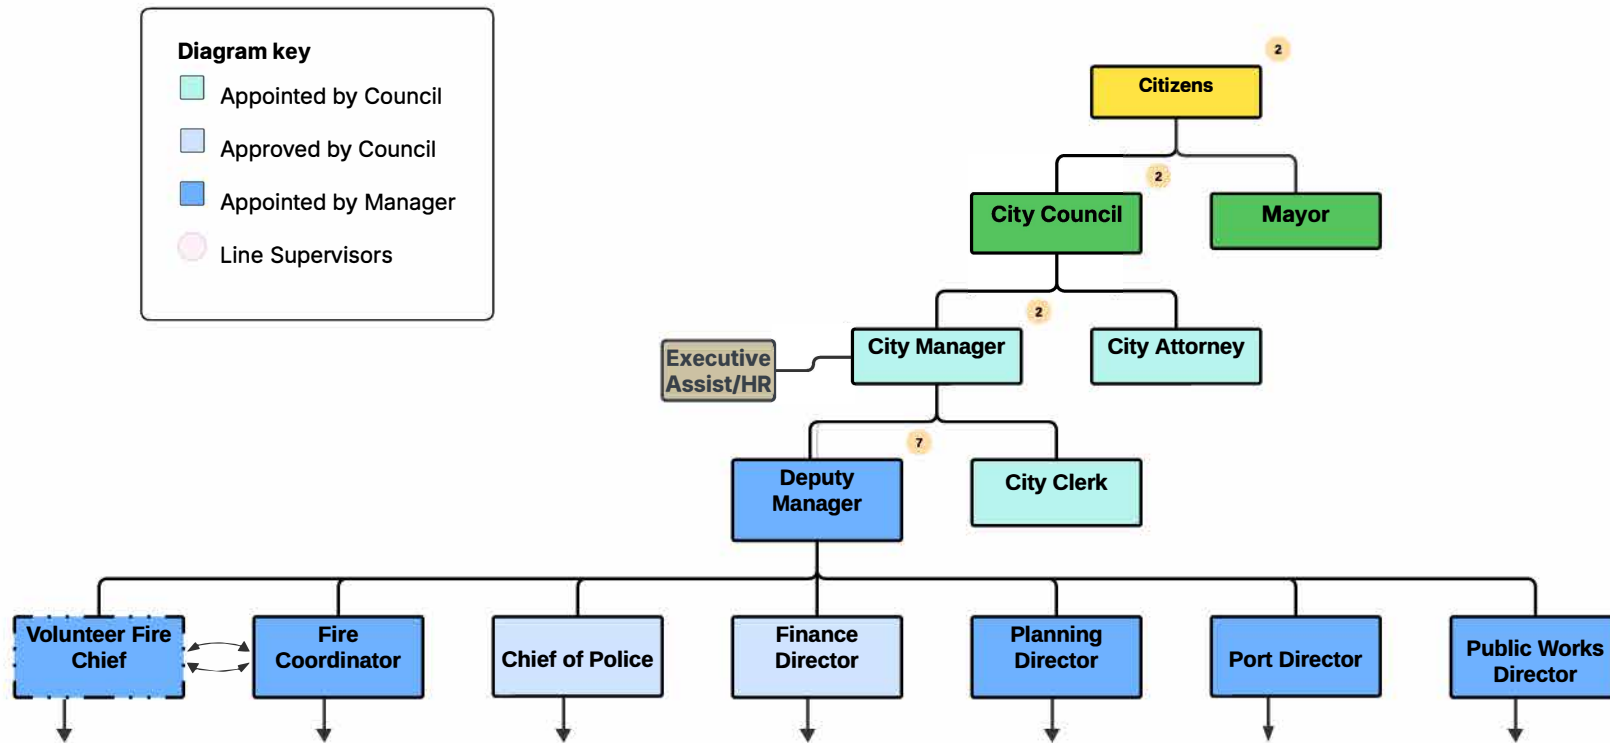 Diagram key
Appointed by Council
Approved by Council
Appointed by Manager
Line Supervisors
2
Citizens
2
City Council
Mayor
2
City Manager
City Attorney
Executive
Assist/HR
7
Deputy
Manager
City Clerk
Volunteer Fire
Chief
Fire
Coordinator
Chief of Police
Finance
Director
Planning
Director
Port Director
Public Works
Director